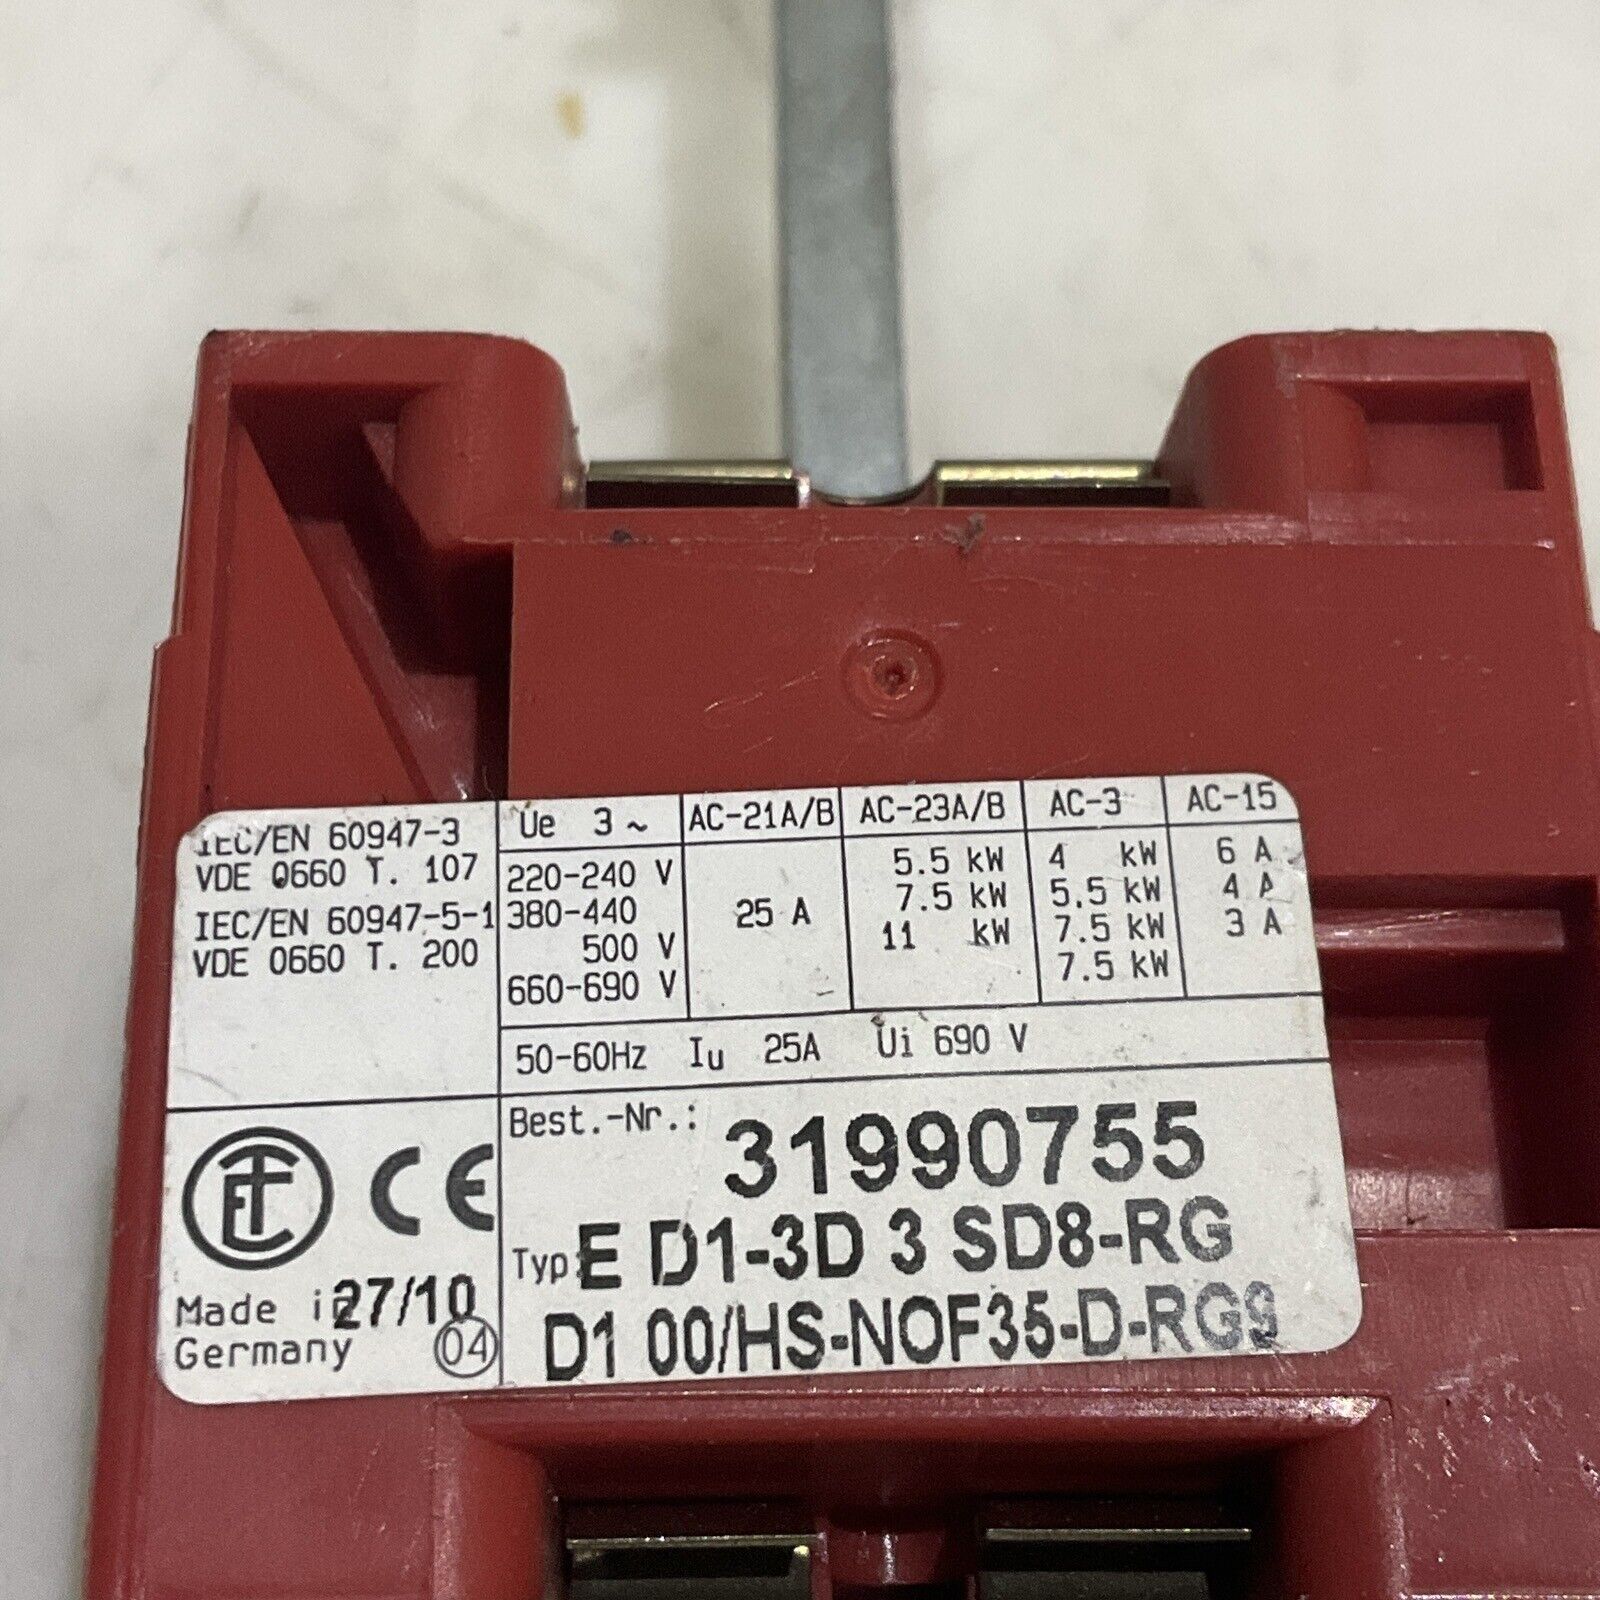 IEC/EN 60947-3
VDE 0660 T. 107
IEC/EN 60947-5-1
VDE 0660 T. 200
Ue 3~ AC-21A/B AC-23A/B AC-3 AC-15
220-240 V 5.5 kW 4 kW 6 A
380-440 25 A 7.5 kW 5.5 kW 4 A
500 V 11 kW 7.5 kW 3 A
660-690 V 7.5 kW
50-60Hz Iu 25A Ui 690 V
CE
Made in 27/10
Germany 04
Best.-Nr.: 31990755
Typ: E D1-3D 3 SD8-RG
D1 00/HS-NOF35-D-RG9